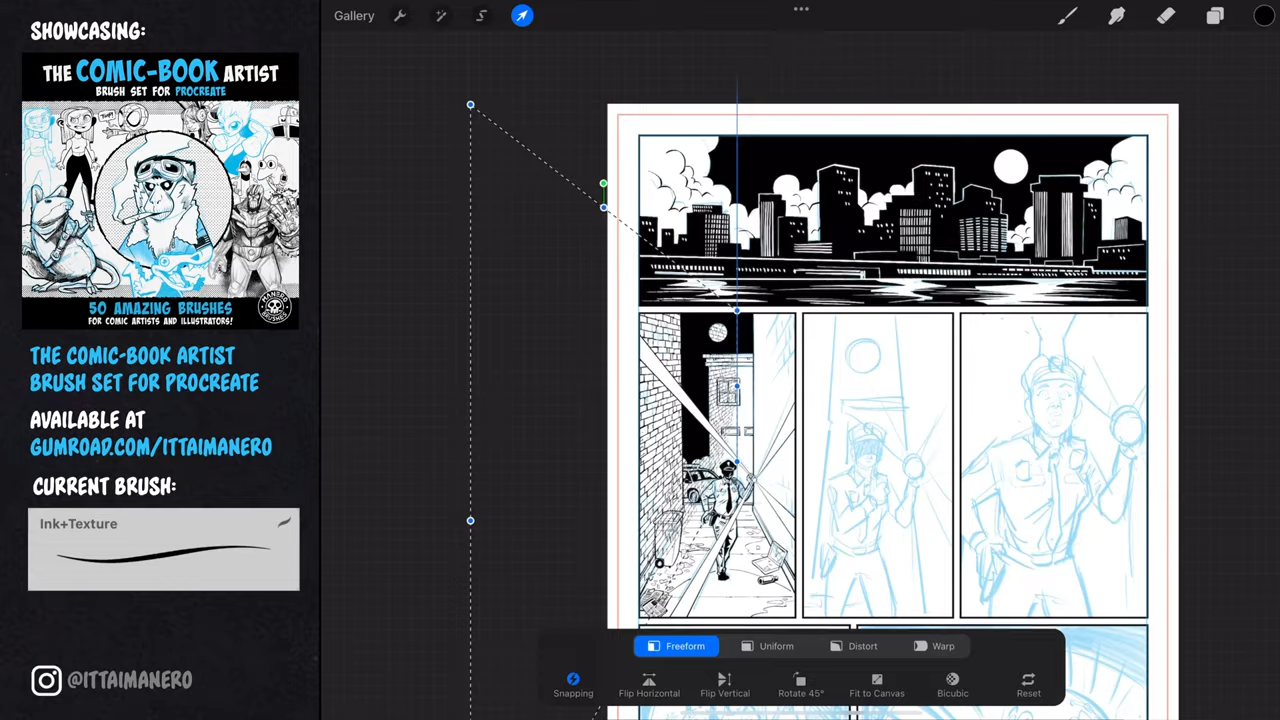 SHOWCASING:
THE COMIC-BOOK ARTIST
BRUSH SET FOR PROCREATE
50 AMAZING BRUSHES
FOR COMIC ARTISTS AND ILLUSTRATORS!
MANERO
BRUSHES
THE COMIC-BOOK ARTIST
BRUSH SET FOR PROCREATE
AVAILABLE AT
GUMROAD.COM/ITTAIMANERO
CURRENT BRUSH:
Ink+Texture
@ITTAIMANERO
Gallery
Freeform
Uniform
Distort
Warp
Snapping
Flip Horizontal
Flip Vertical
Rotate 45°
Fit to Canvas
Bicubic
Reset